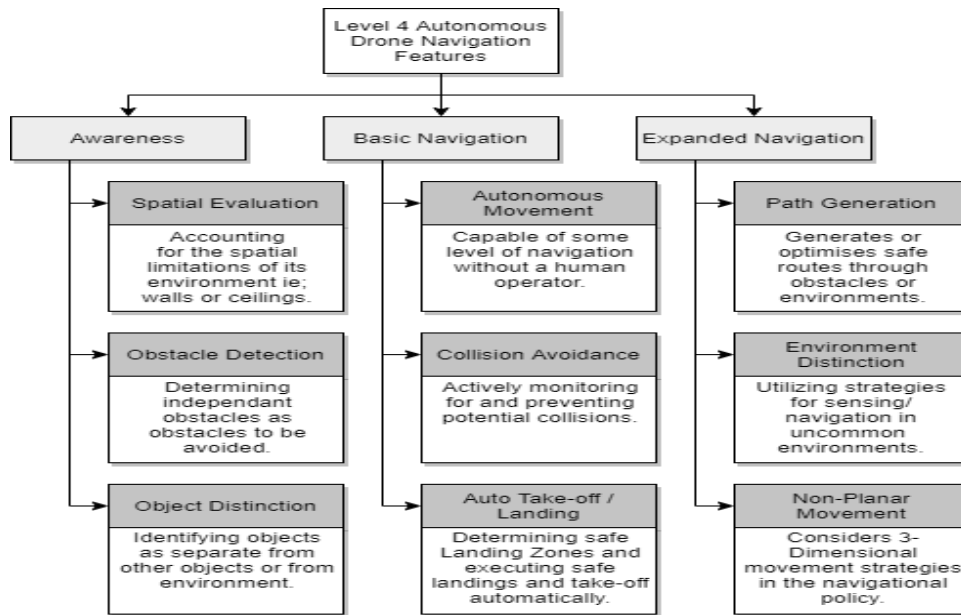 Level 4 Autonomous
Drone Navigation
Features
Awareness
Basic Navigation
Expanded Navigation
Spatial Evaluation
Accounting
for the spatial
limitations of its
environment ie;
walls or ceilings.
Obstacle Detection
Determining
independant
obstacles as
obstacles to be
avoided.
Object Distinction
Identifying objects
as separate from
other objects or from
environment.
Autonomous
Movement
Capable of some
level of navigation
without a human
operator.
Collision Avoidance
Actively monitoring
for and preventing
potential collisions.
Auto Take-off /
Landing
Determining safe
Landing Zones and
executing safe
landings and take-off
automatically.
Path Generation
Generates or
optimises safe
routes through
obstacles or
environments.
Environment
Distinction
Utilizing strategies
for sensing/
navigation in
uncommon
environments.
Non-Planar
Movement
Considers 3-
Dimensional
movement strategies
in the navigational
policy.